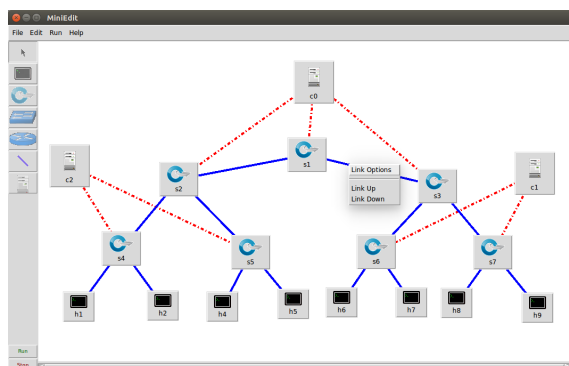 MiniEdit
File Edit Run Help
c0
s1
c2
s2
Link Options
Link Up
Link Down
s3
c1
s4
s5
s6
s7
h1
h2
h4
h5
h6
h7
h8
h9
Run
Stop